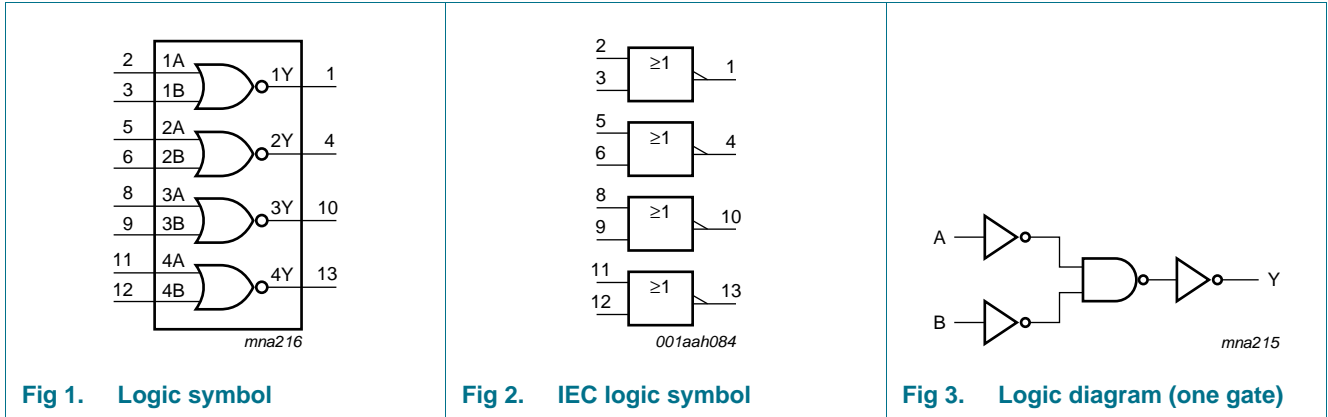 2 1A 1Y 1
3 1B
5 2A 2Y 4
6 2B
8 3A 3Y 10
9 3B
11 4A 4Y 13
12 4B
mna216
Fig 1. Logic symbol
2 ≥1 1
3
5 ≥1 4
6
8 ≥1 10
9
11 ≥1 13
12
001aah084
Fig 2. IEC logic symbol
A
Y
B
mna215
Fig 3. Logic diagram (one gate)